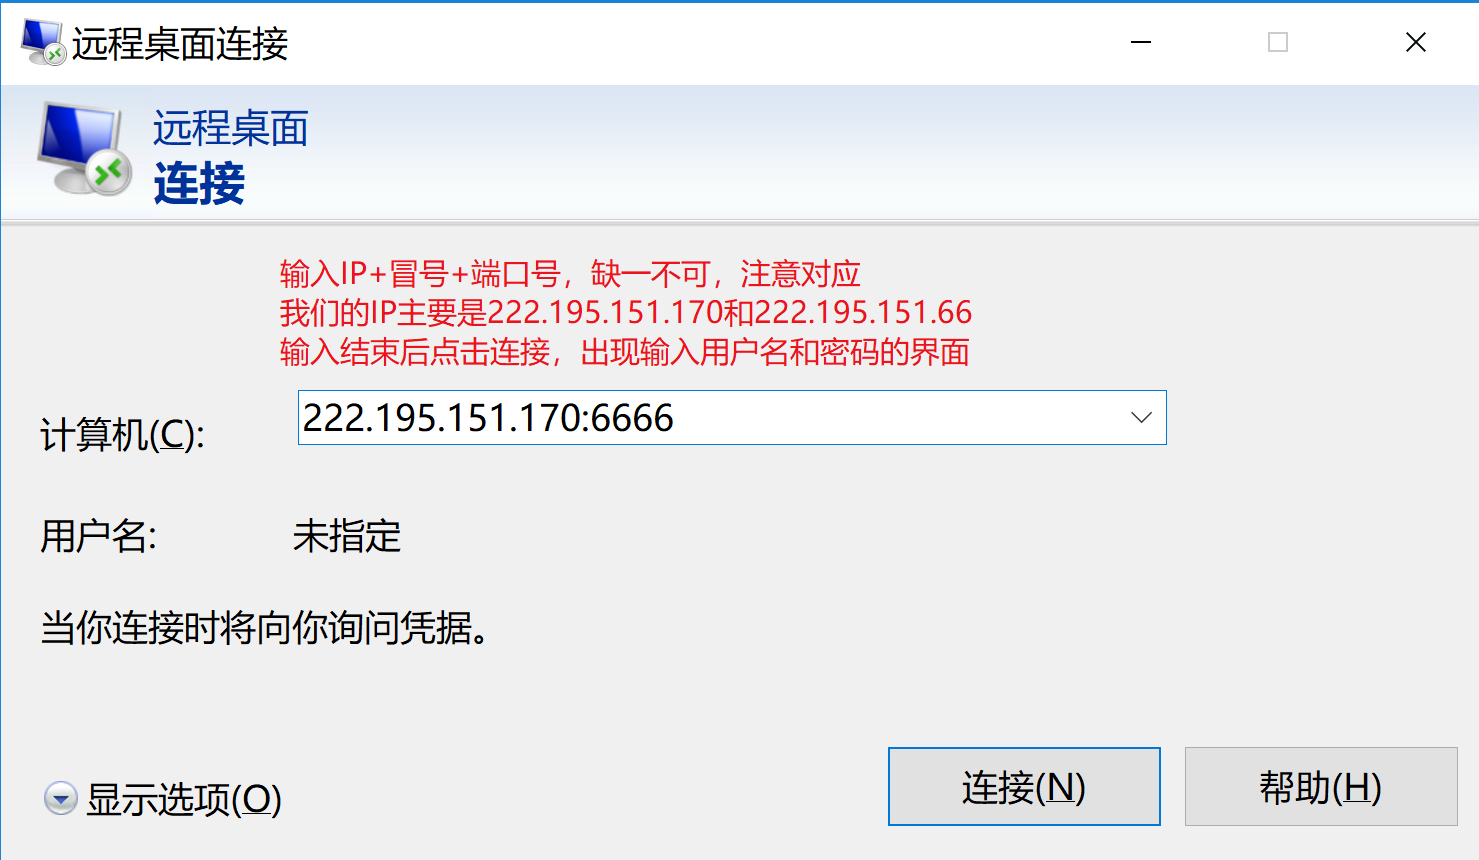 远程桌面连接
远程桌面
连接
输入IP+冒号+端口号，缺一不可，注意对应
我们的IP主要是222.195.151.170和222.195.151.66
输入结束后点击连接，出现输入用户名和密码的界面
计算机(C): 222.195.151.170:6666
用户名: 未指定
当你连接时将向你询问凭据。
显示选项(O) 连接(N) 帮助(H)